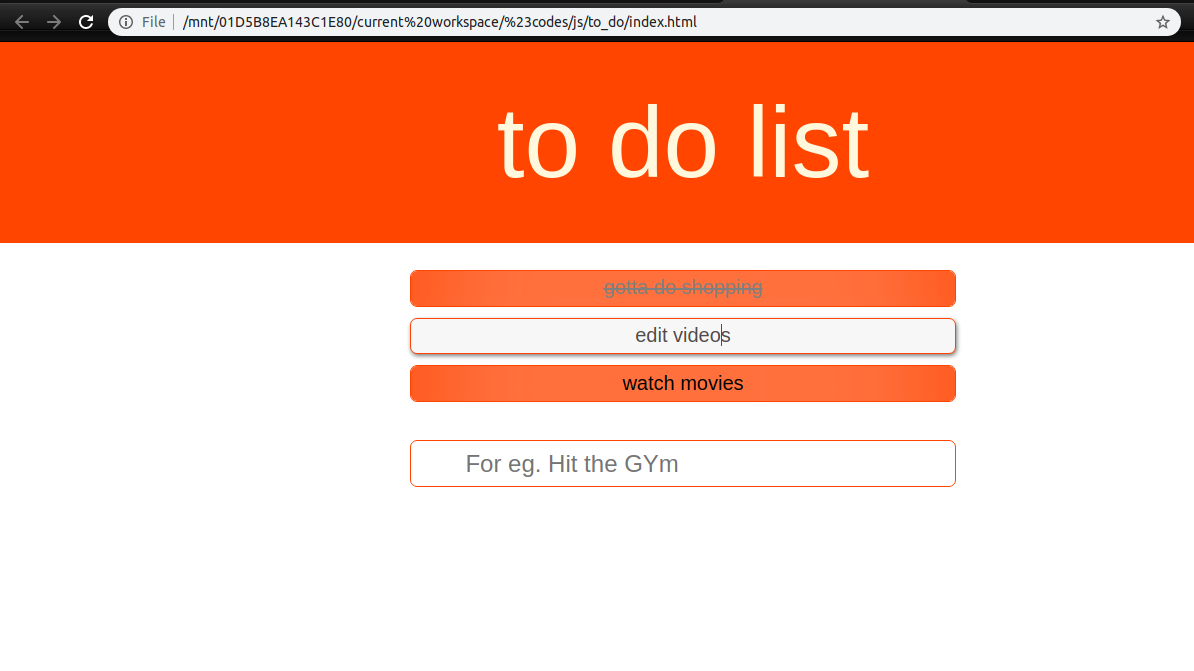 File | /mnt/01D5B8EA143C1E80/current%20workspace/%23codes/js/to_do/index.html
to do list
gotta do shopping
edit videos
watch movies
For eg. Hit the GYm